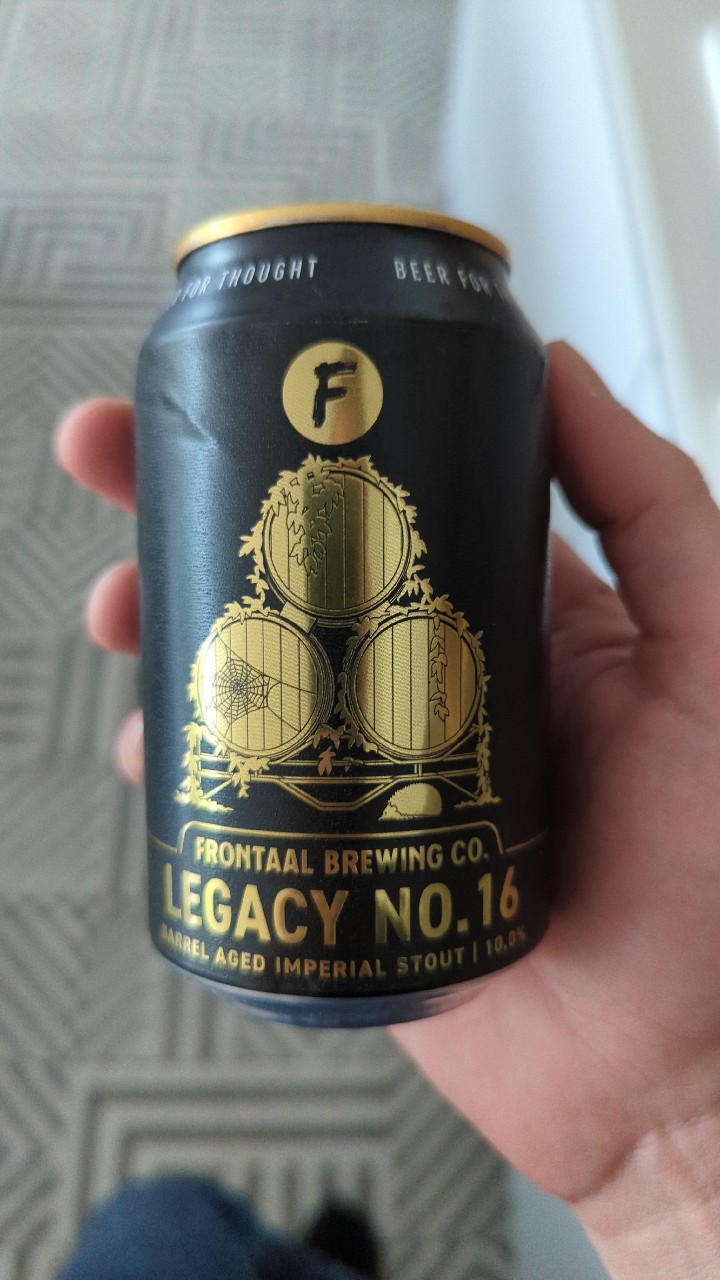 FOR THOUGHT BEER FOR
F
FRONTAAL BREWING CO.
LEGACY NO.16
BARREL AGED IMPERIAL STOUT | 10.0%